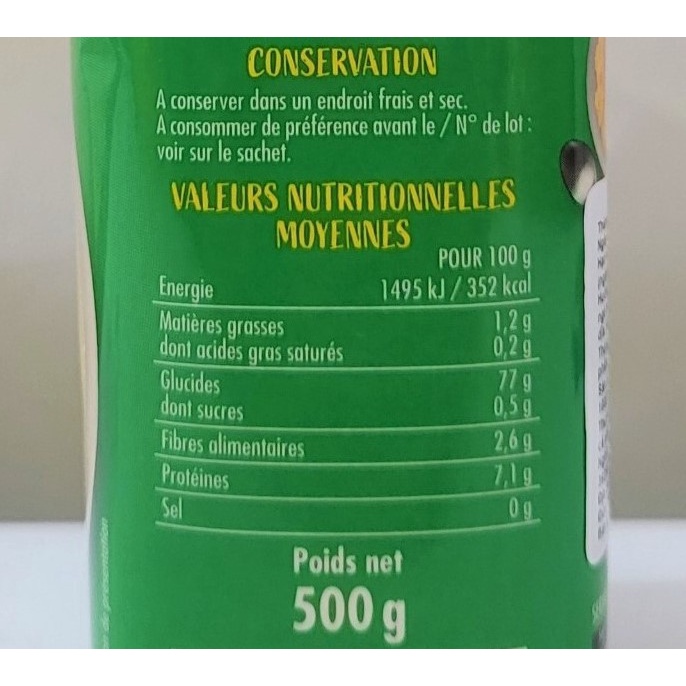 CONSERVATION
A conserver dans un endroit frais et sec.
A consommer de préférence avant le / N° de lot :
voir sur le sachet.
VALEURS NUTRITIONNELLES
MOYENNES
POUR 100 g
Energie 1495 kJ / 352 kcal
Matières grasses 1,2 g
dont acides gras saturés 0,2 g
Glucides 77 g
dont sucres 0,5 g
Fibres alimentaires 2,6 g
Protéines 7,1 g
Sel 0 g
Poids net
500 g
de présentation